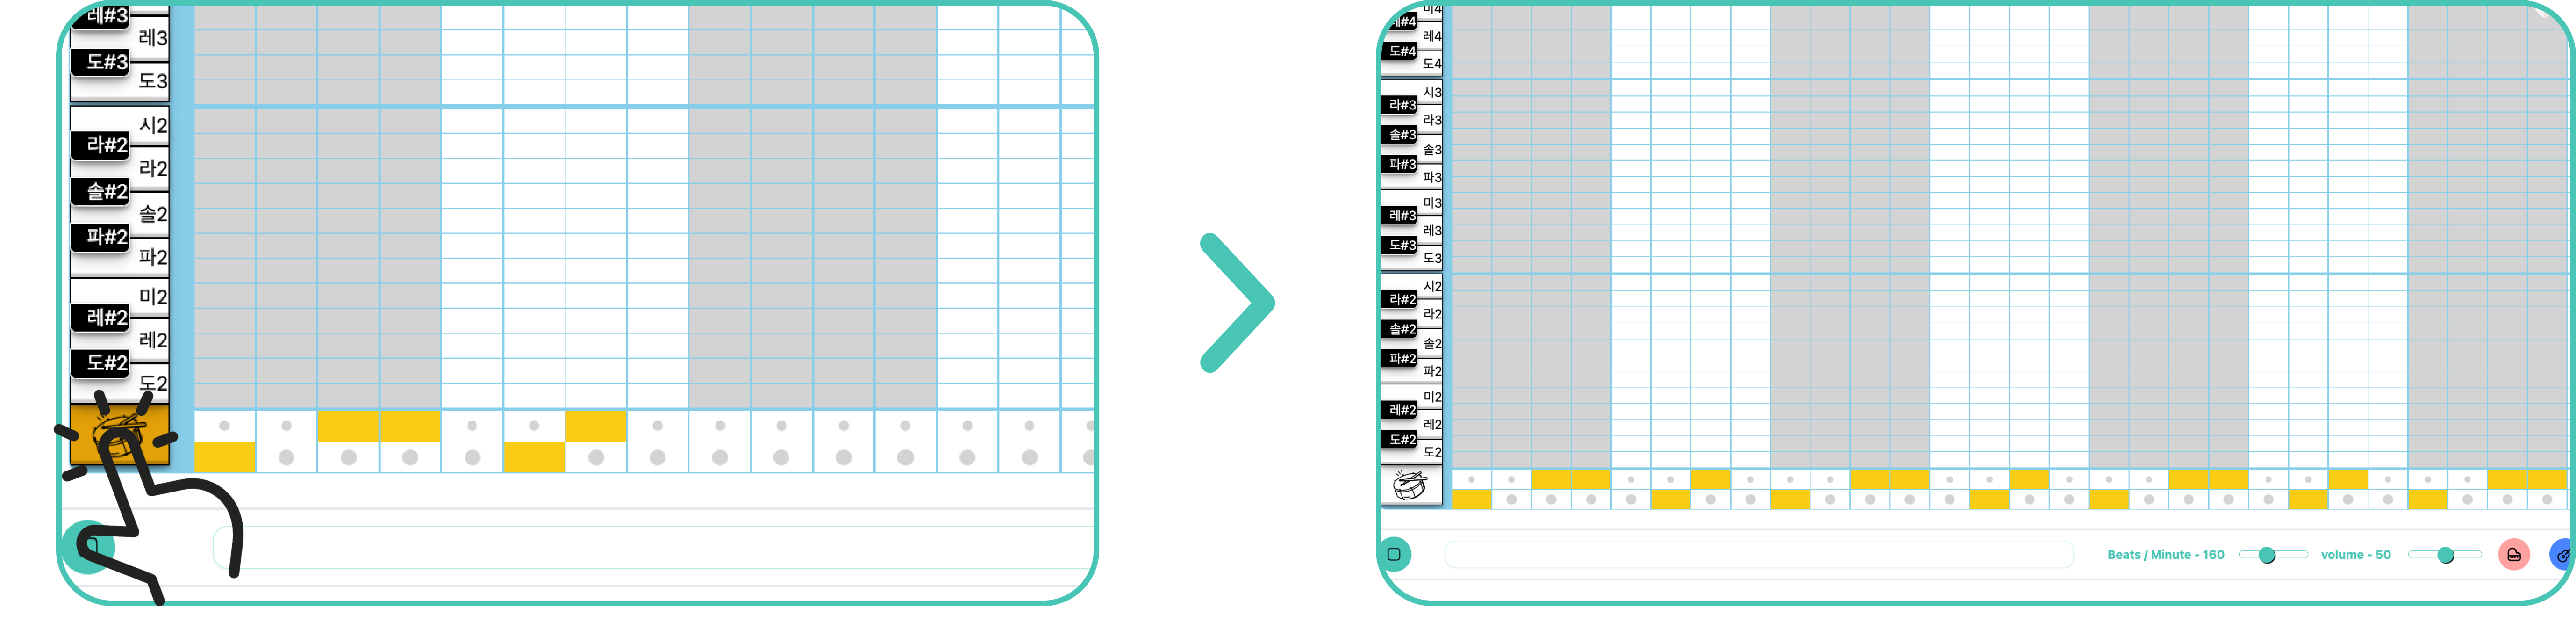 레#3
레3
도#3
도3
시2
라#2
라2
솔#2
솔2
파#2
파2
미2
레#2
레2
도#2
도2
미4
레#4
레4
도#4
도4
시3
라#3
라3
솔#3
솔3
파#3
파3
미3
레#3
레3
도#3
도3
시2
라#2
라2
솔#2
솔2
파#2
파2
미2
레#2
레2
도#2
도2
Beats / Minute - 160 volume - 50